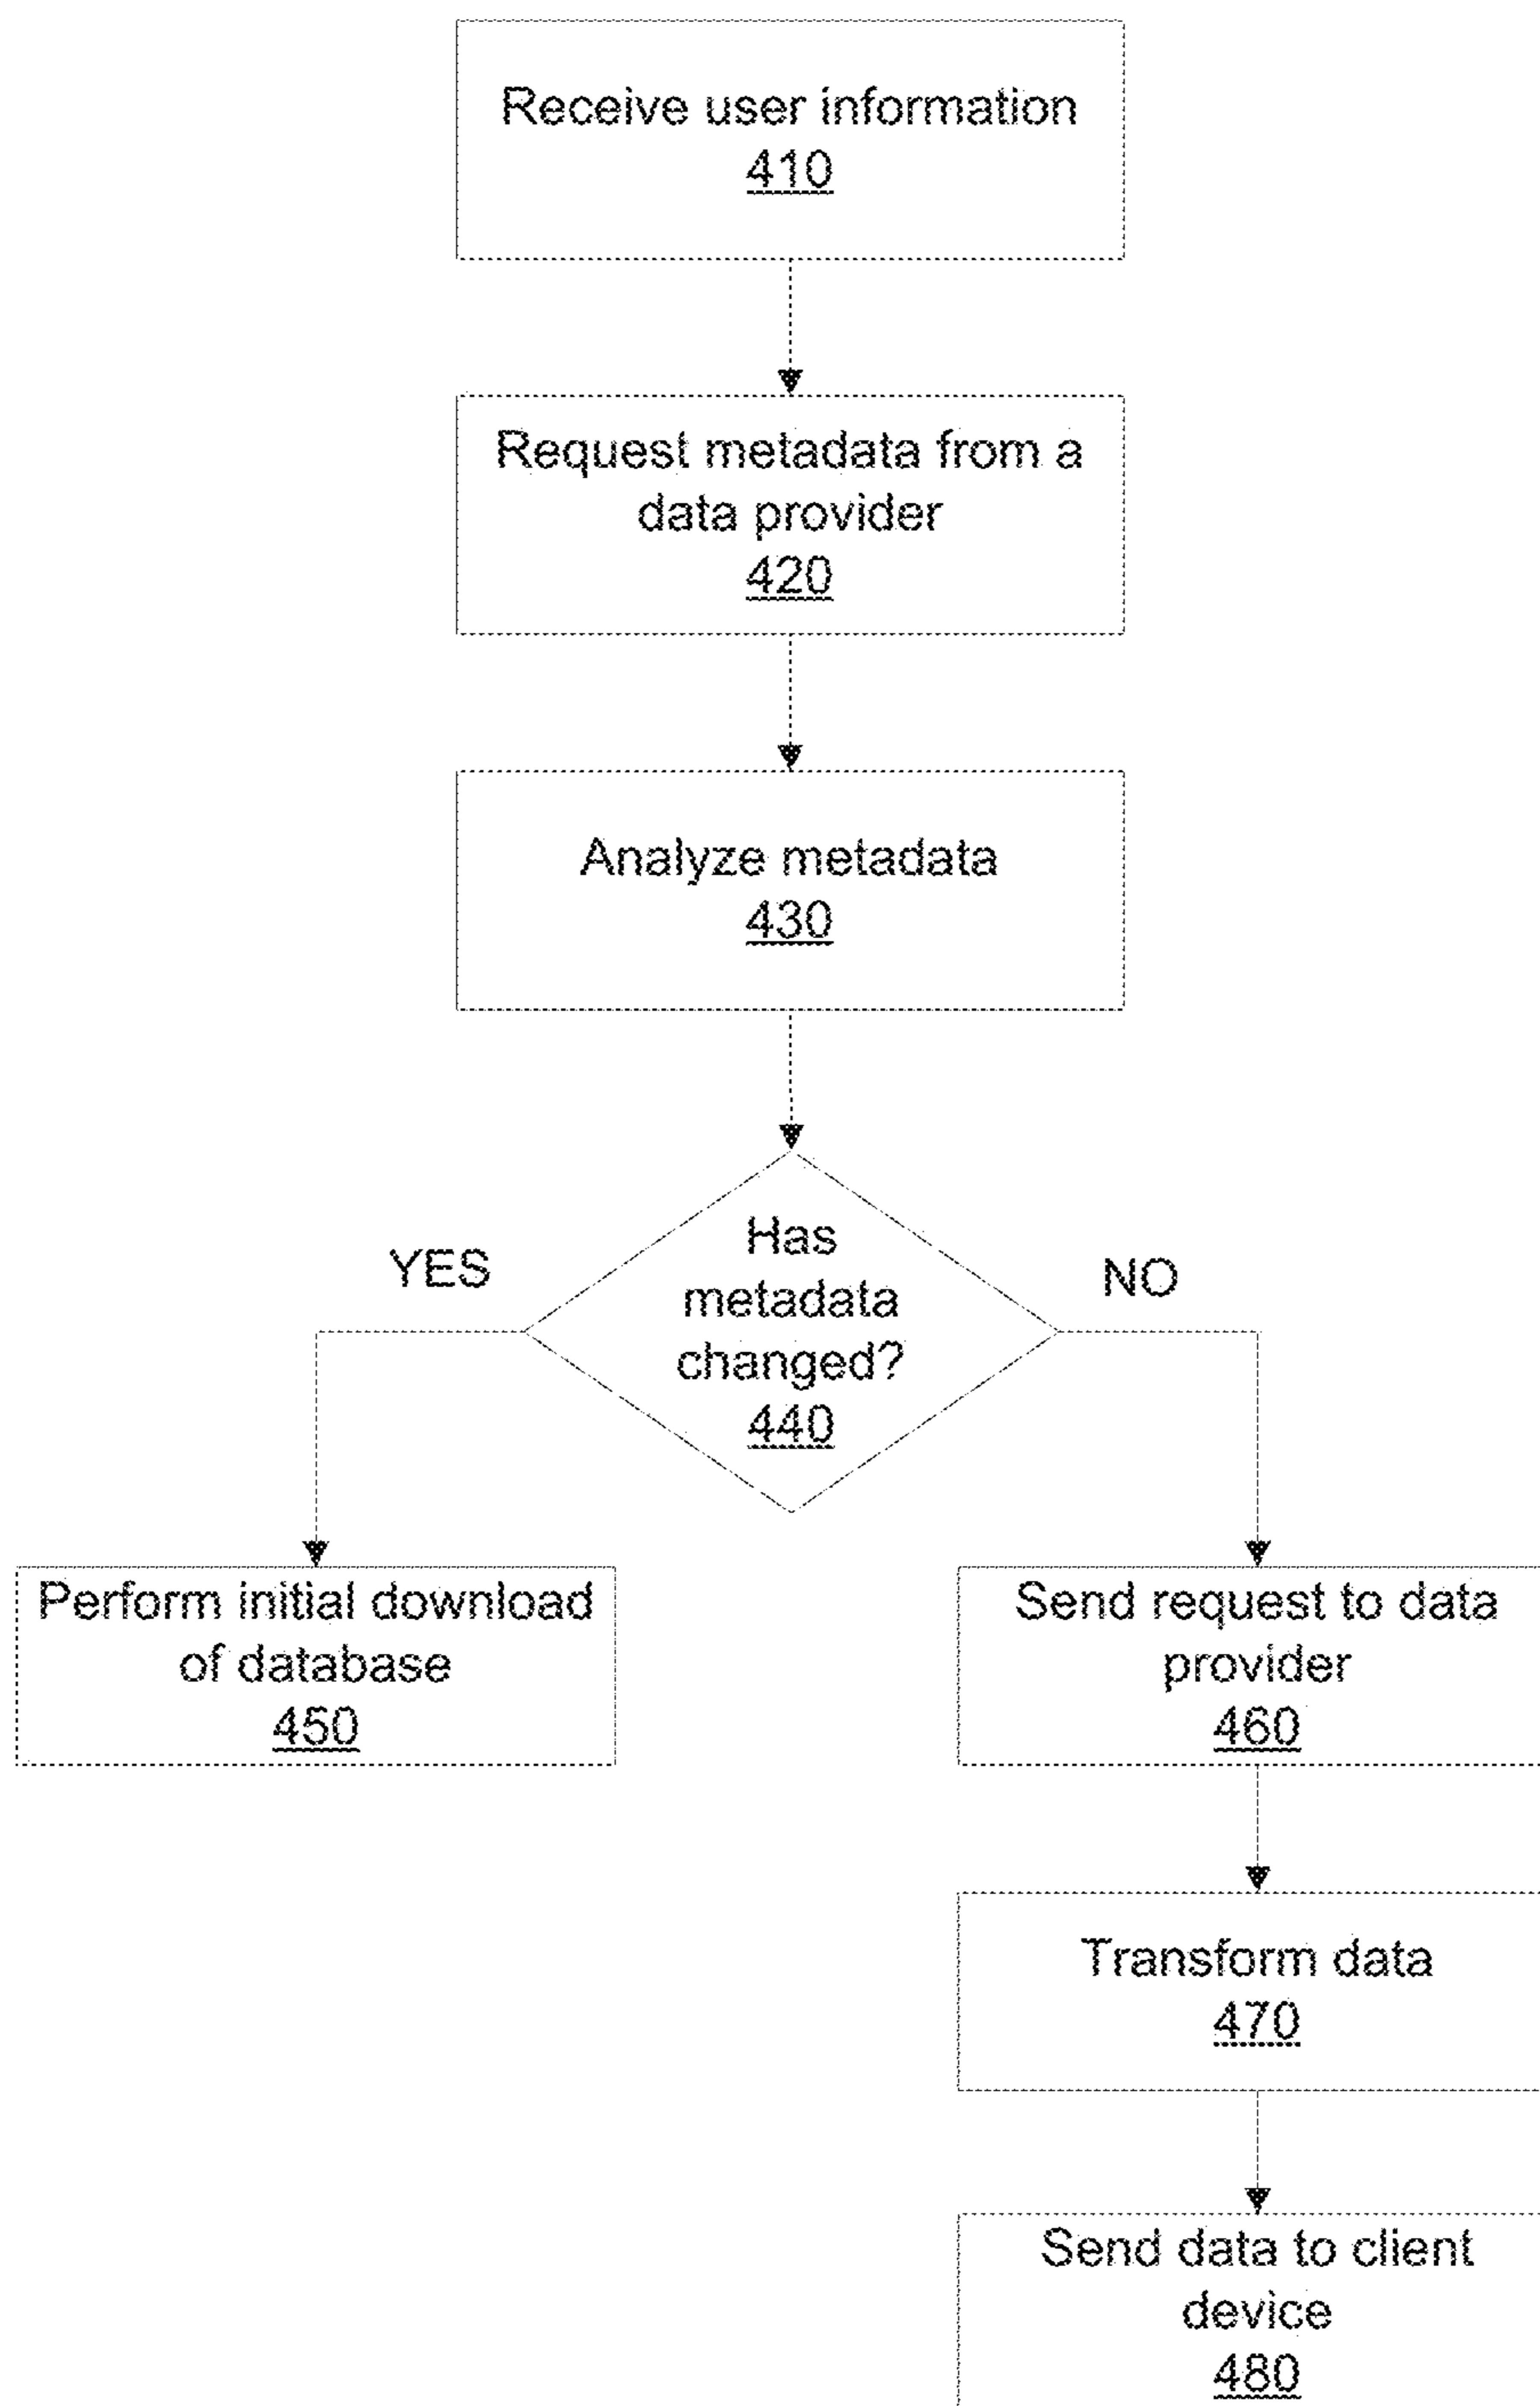 Receive user information
410
Request metadata from a
data provider
420
Analyze metadata
430
Has
metadata
changed?
440
YES
NO
Perform initial download
of database
450
Send request to data
provider
460
Transform data
470
Send data to client
device
480